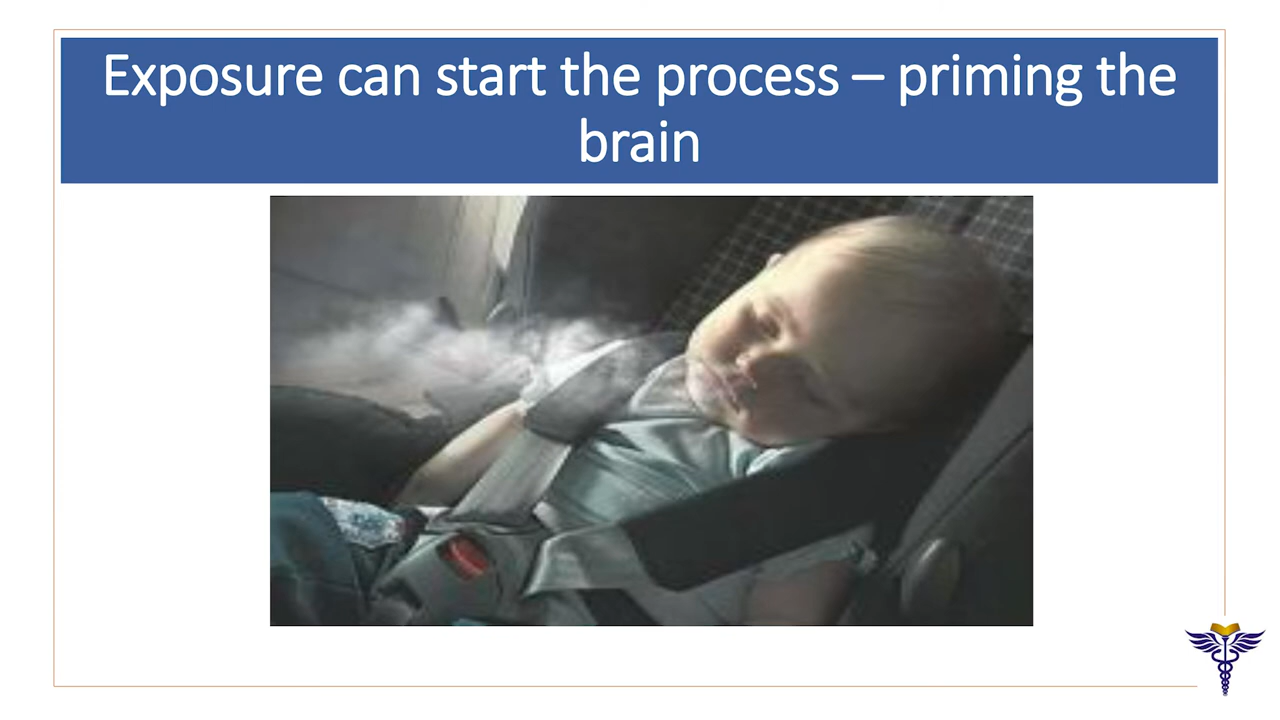 Exposure can start the process – priming the
brain